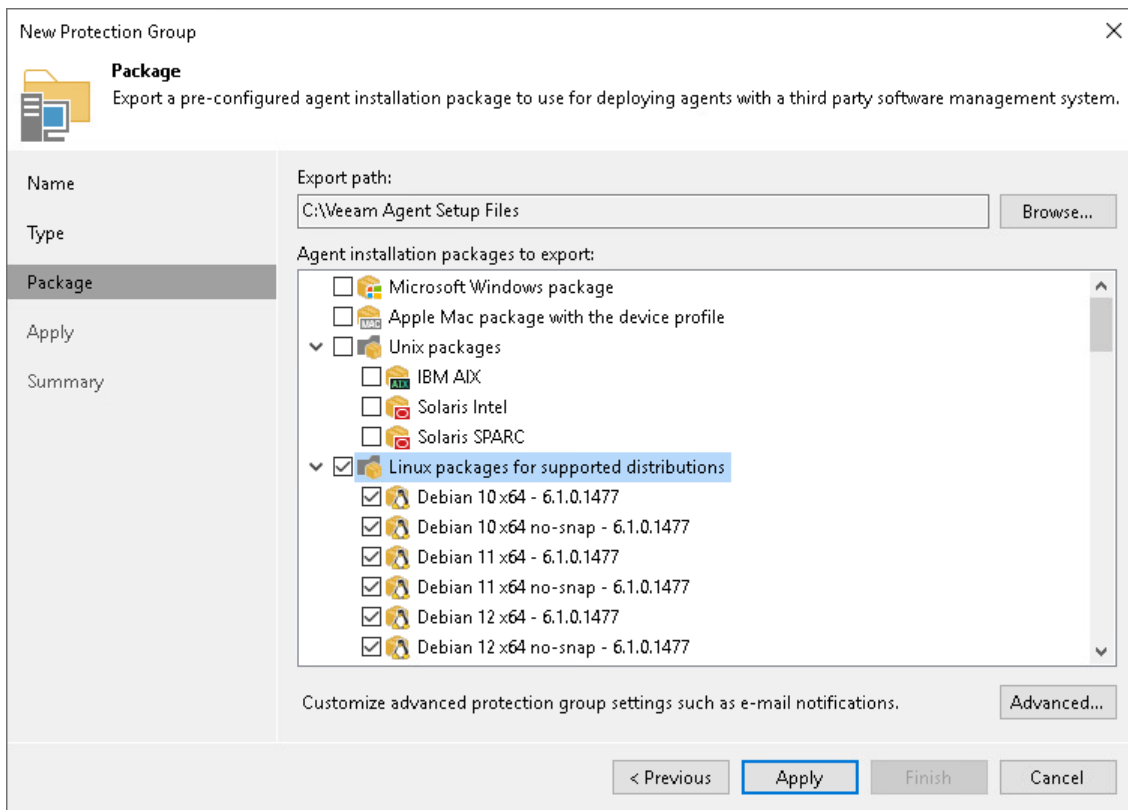 New Protection Group
Package
Export a pre-configured agent installation package to use for deploying agents with a third party software management system.
Name
Type
Package
Apply
Summary
Export path:
C:\Veeam Agent Setup Files
Browse...
Agent installation packages to export:
Microsoft Windows package
MAC
Apple Mac package with the device profile
Unix packages
AIX
IBM AIX
Solaris Intel
Solaris SPARC
Linux packages for supported distributions
Debian 10 x64 - 6.1.0.1477
Debian 10 x64 no-snap - 6.1.0.1477
Debian 11 x64 - 6.1.0.1477
Debian 11 x64 no-snap - 6.1.0.1477
Debian 12 x64 - 6.1.0.1477
Debian 12 x64 no-snap - 6.1.0.1477
Customize advanced protection group settings such as e-mail notifications.
Advanced...
< Previous
Apply
Finish
Cancel